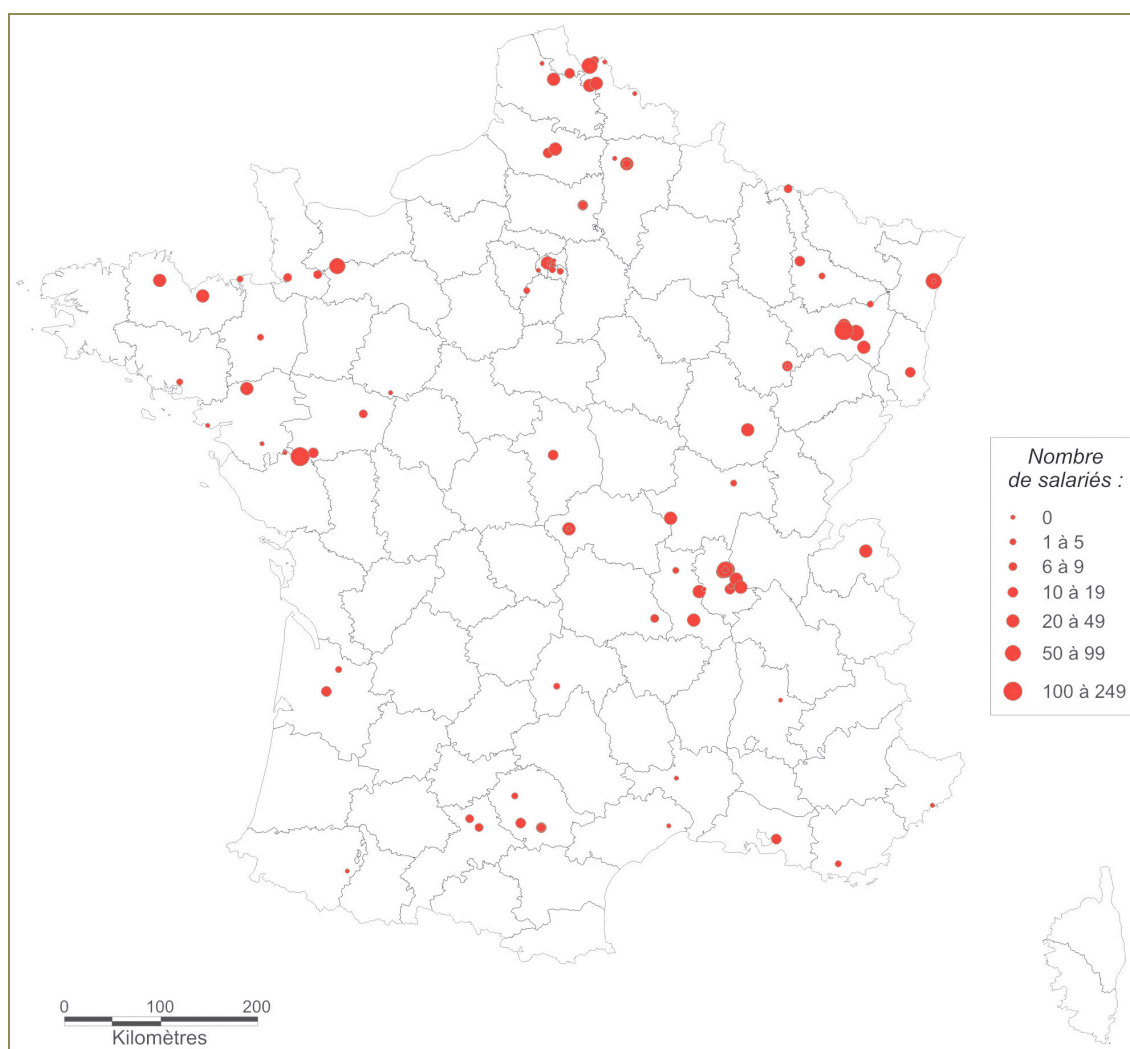 Nombre
de salariés :
0
1 à 5
6 à 9
10 à 19
20 à 49
50 à 99
100 à 249
0 100 200
Kilomètres